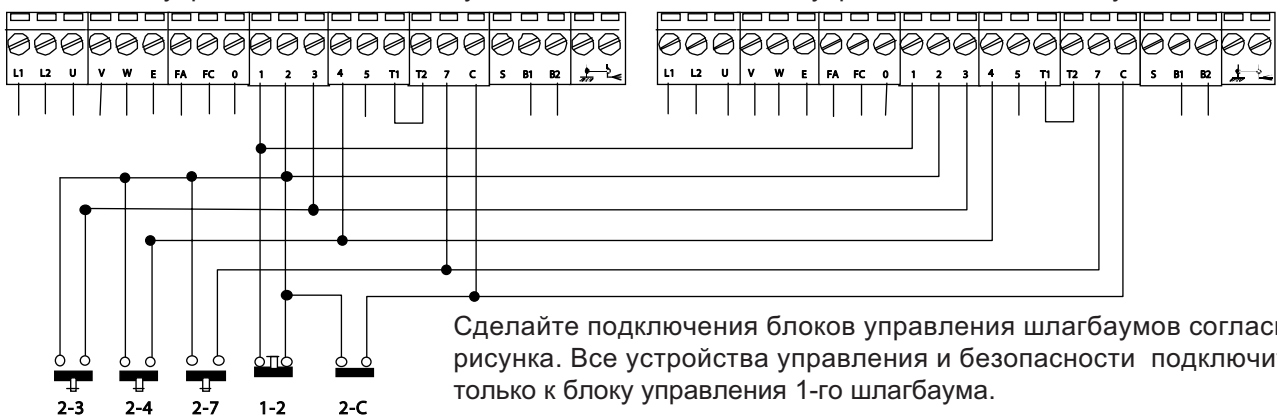 L1 L2 U V W E FA FC 0 1 2 3 4 5 T1 T2 7 C S B1 B2
L1 L2 U V W E FA FC 0 1 2 3 4 5 T1 T2 7 C S B1 B2
Сделайте подключения блоков управления шлагбаумов соглас
рисунка. Все устройства управления и безопасности подключи
только к блоку управления 1-го шлагбаума.
2-3 2-4 2-7 1-2 2-C